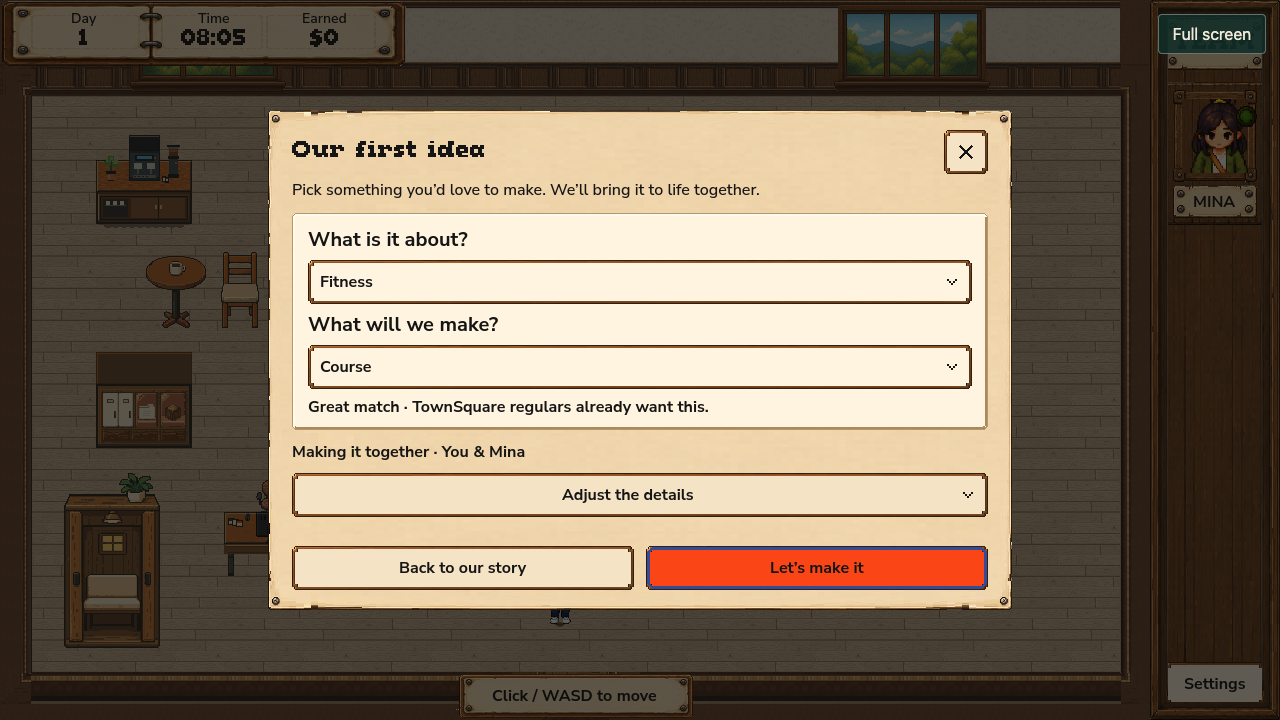 Day
1
Time
08:05
Earned
$0
Full screen
MINA
Our first idea
Pick something you'd love to make. We'll bring it to life together.
What is it about?
Fitness
What will we make?
Course
Great match · TownSquare regulars already want this.
Making it together · You & Mina
Adjust the details
Back to our story
Let's make it
Click / WASD to move
Settings